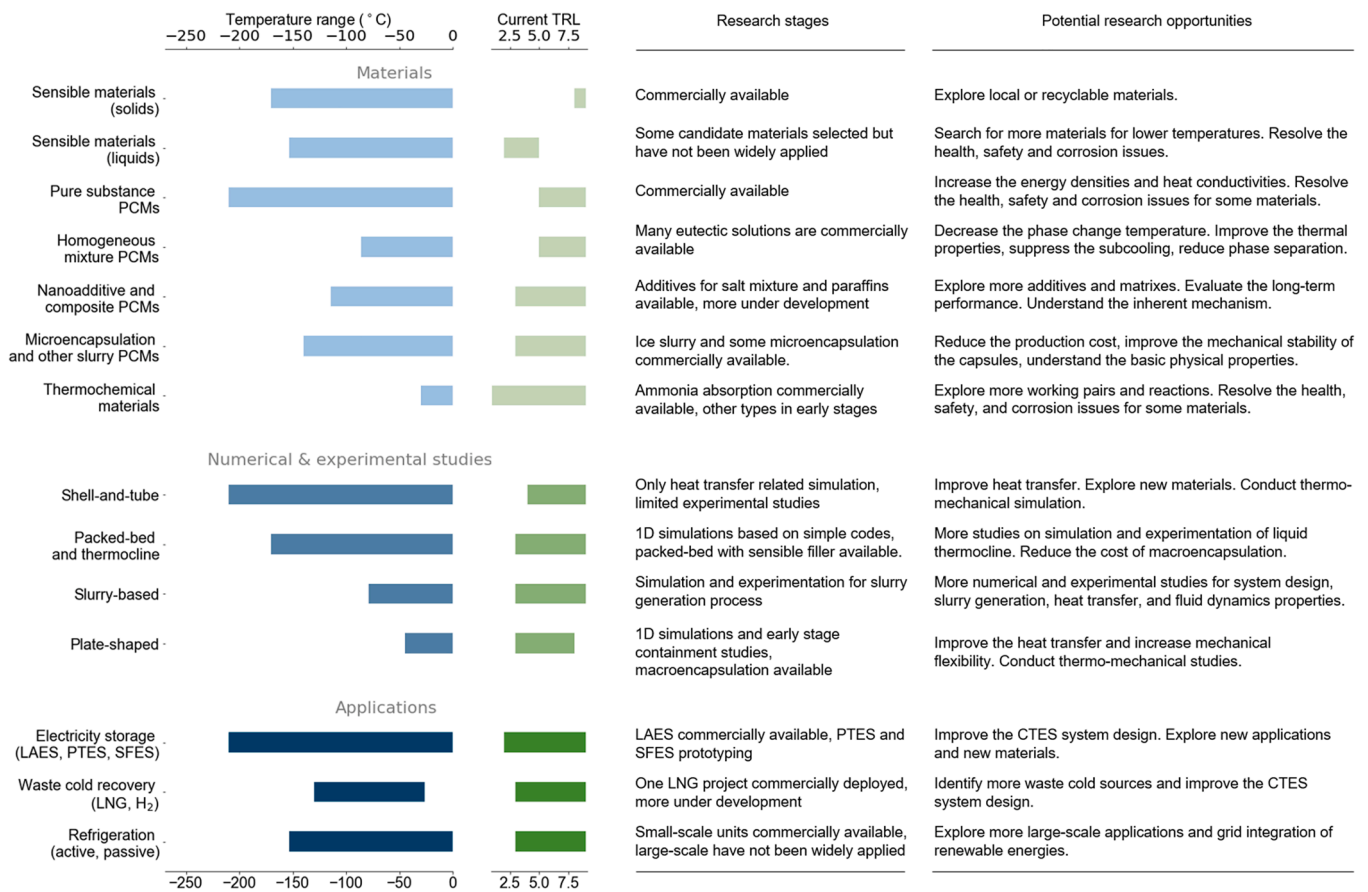 Temperature range (°C)
Current TRL
Research stages
Potential research opportunities
−250 −200 −150 −100 −50 0
2.5 5.0 7.5
Materials
Sensible materials
(solids)
Commercially available
Explore local or recyclable materials.
Sensible materials
(liquids)
Some candidate materials selected but
have not been widely applied
Search for more materials for lower temperatures. Resolve the
health, safety and corrosion issues.
Pure substance
PCMs
Commercially available
Increase the energy densities and heat conductivities. Resolve
the health, safety and corrosion issues for some materials.
Homogeneous
mixture PCMs
Many eutectic solutions are commercially
available
Decrease the phase change temperature. Improve the thermal
properties, suppress the subcooling, reduce phase separation.
Nanoadditive and
composite PCMs
Additives for salt mixture and paraffins
available, more under development
Explore more additives and matrixes. Evaluate the long-term
performance. Understand the inherent mechanism.
Microencapsulation
and other slurry PCMs
Ice slurry and some microencapsulation
commercially available.
Reduce the production cost, improve the mechanical stability of
the capsules, understand the basic physical properties.
Thermochemical
materials
Ammonia absorption commercially
available, other types in early stages
Explore more working pairs and reactions. Resolve the health,
safety, and corrosion issues for some materials.
Numerical & experimental studies
Shell-and-tube
Only heat transfer related simulation,
limited experimental studies
Improve heat transfer. Explore new materials. Conduct thermo-
mechanical simulation.
Packed-bed
and thermocline
1D simulations based on simple codes,
packed-bed with sensible filler available.
More studies on simulation and experimentation of liquid
thermocline. Reduce the cost of macroencapsulation.
Slurry-based
Simulation and experimentation for slurry
generation process
More numerical and experimental studies for system design,
slurry generation, heat transfer, and fluid dynamics properties.
Plate-shaped
1D simulations and early stage
containment studies,
macroencapsulation available
Improve the heat transfer and increase mechanical
flexibility. Conduct thermo-mechanical studies.
Applications
Electricity storage
(LAES, PTES, SFES)
LAES commercially available, PTES and
SFES prototyping
Improve the CTES system design. Explore new applications
and new materials.
Waste cold recovery
(LNG, H₂)
One LNG project commercially deployed,
more under development
Identify more waste cold sources and improve the CTES
system design.
Refrigeration
(active, passive)
Small-scale units commercially available,
large-scale have not been widely applied
Explore more large-scale applications and grid integration of
renewable energies.
−250 −200 −150 −100 −50 0
2.5 5.0 7.5